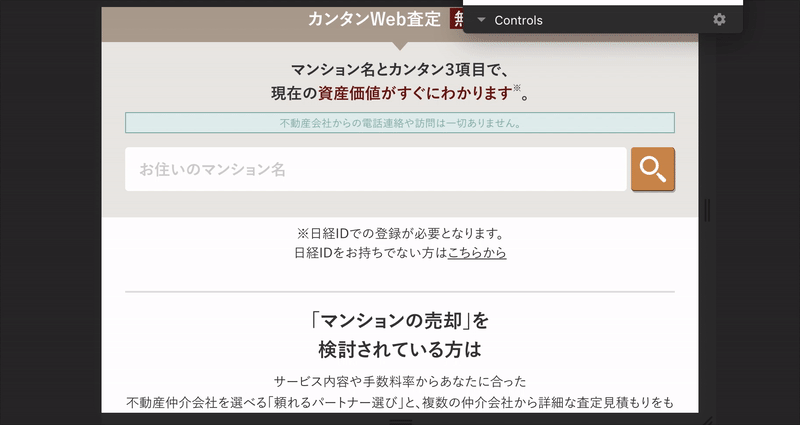 カンタンWeb査定
Controls
マンション名とカンタン3項目で、
現在の資産価値がすぐにわかります※。
不動産会社からの電話連絡や訪問は一切ありません。
お住いのマンション名
※日経IDでの登録が必要となります。
日経IDをお持ちでない方はこちらから
「マンションの売却」を
検討されている方は
サービス内容や手数料率からあなたに合った
不動産仲介会社を選べる「頼れるパートナー選び」と、複数の仲介会社から詳細な査定見積もりをも